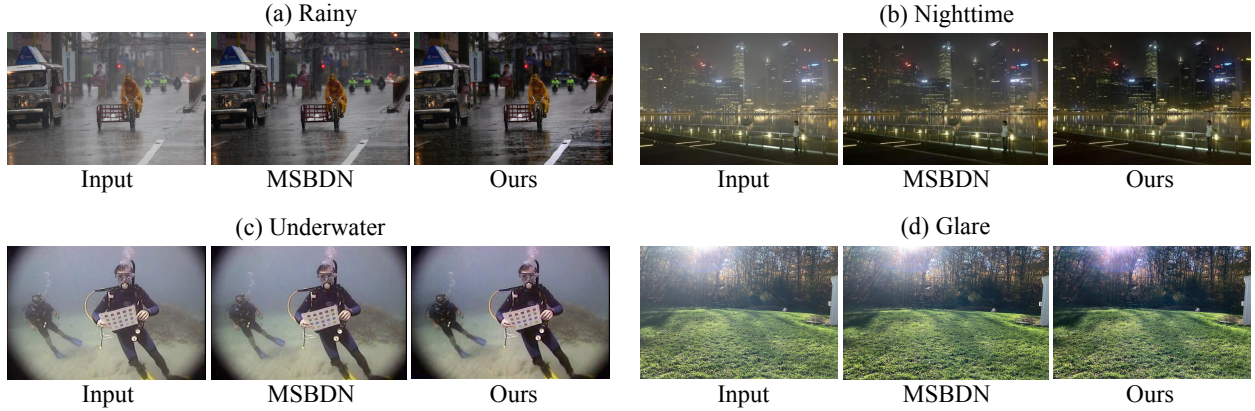 (a) Rainy
(b) Nighttime
Input
MSBDN
Ours
Input
MSBDN
Ours
(c) Underwater
(d) Glare
Input
MSBDN
Ours
Input
MSBDN
Ours